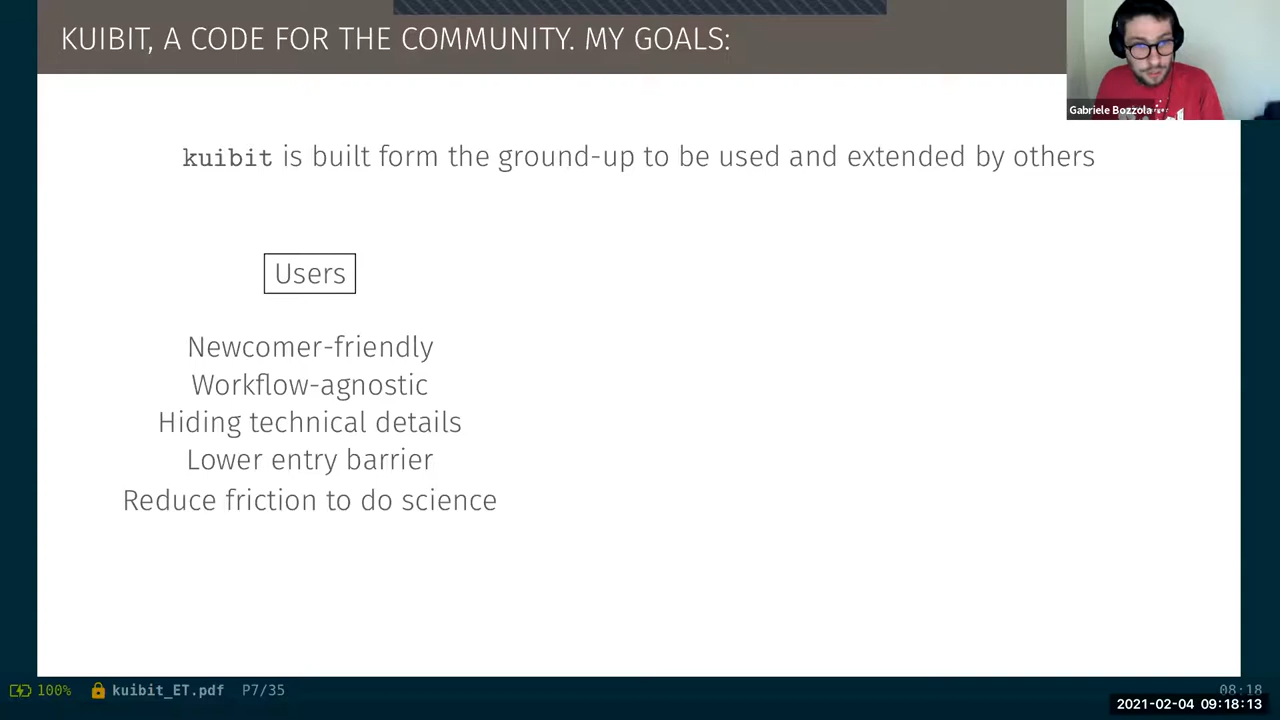 KUIBIT, A CODE FOR THE COMMUNITY. MY GOALS:
Gabriele Bozzola
kuibit is built form the ground-up to be used and extended by others
Users
Newcomer-friendly
Workflow-agnostic
Hiding technical details
Lower entry barrier
Reduce friction to do science
100% kuibit_ET.pdf P7/35
08:18
2021-02-04 09:18:13